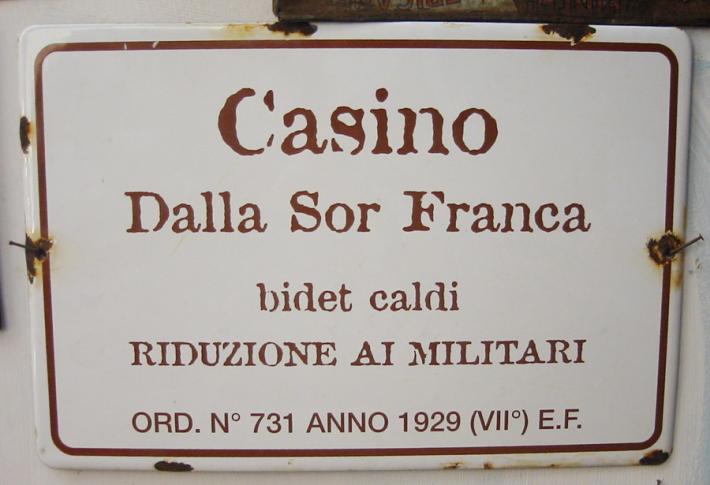 Casino
Dalla Sor Franca
bidet caldi
RIDUZIONE AI MILITARI
ORD. N° 731 ANNO 1929 (VII°) E.F.